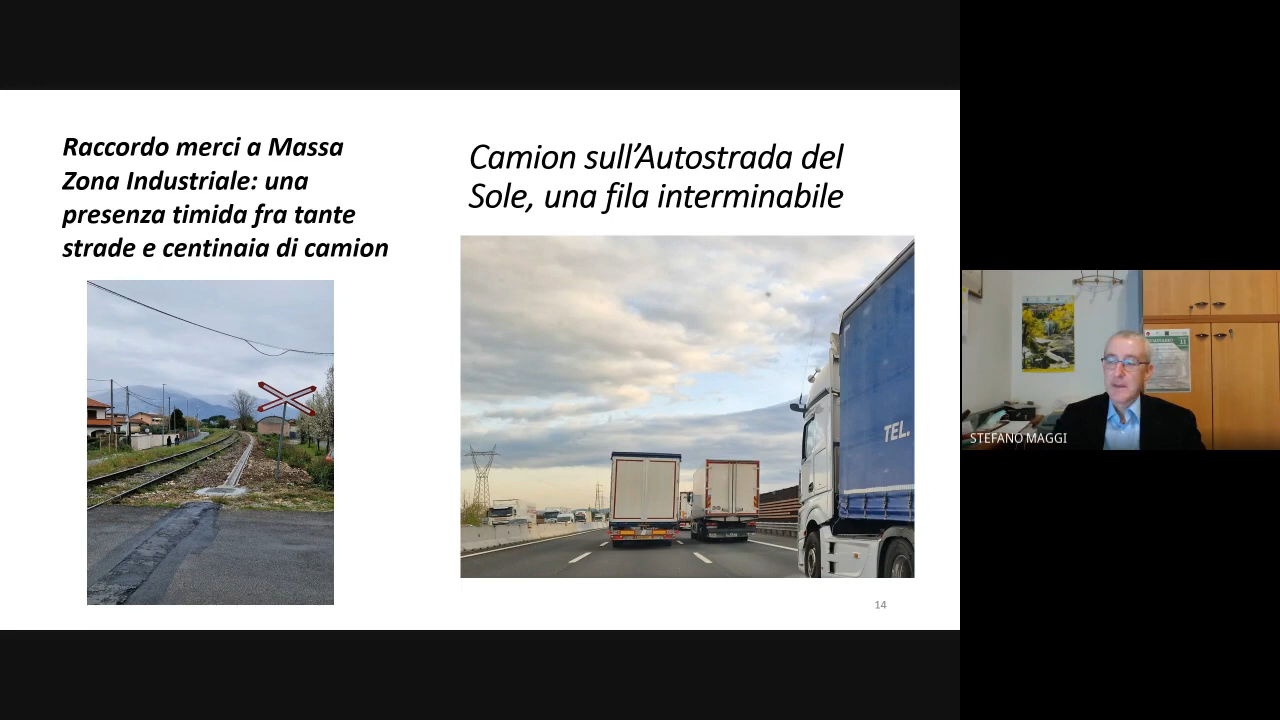 Raccordo merci a Massa
Zona Industriale: una
presenza timida fra tante
strade e centinaia di camion
Camion sull’Autostrada del
Sole, una fila interminabile
TEL.
14
STEFANO MAGGI